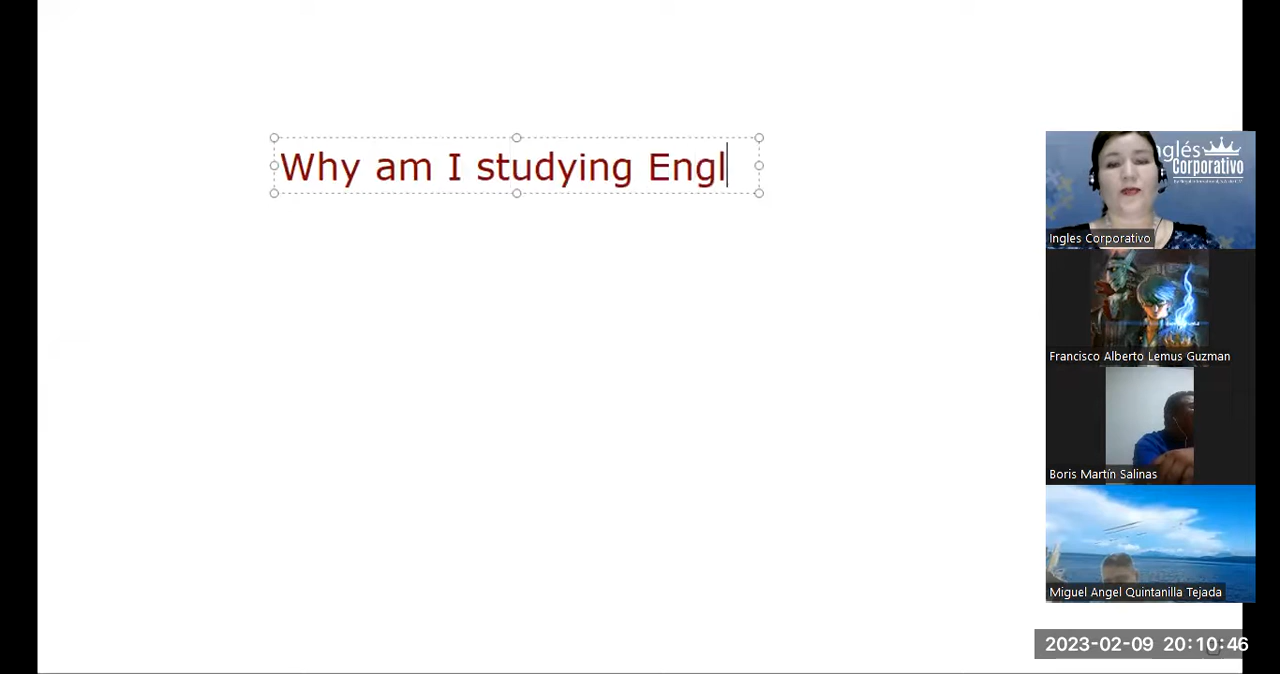 Why am I studying Engl
Inglés
Corporativo
Ingles Corporativo
Francisco Alberto Lemus Guzman
Boris Martín Salinas
Miguel Angel Quintanilla Tejada
2023-02-09 20:10:46